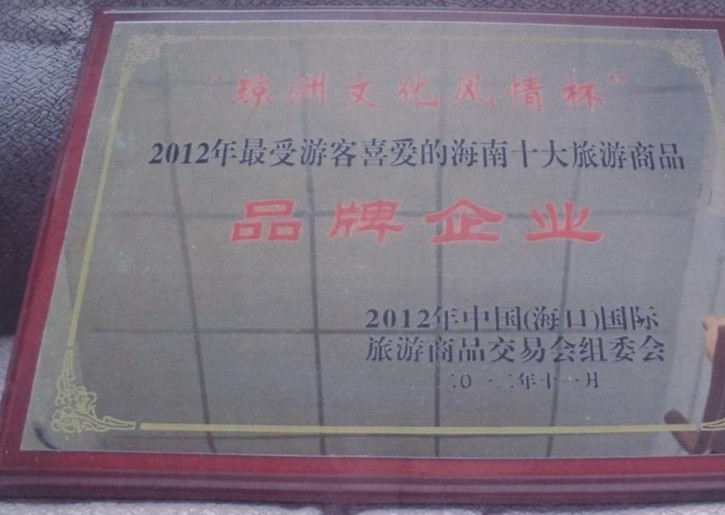 “琼洲文化风情杯”
2012年最受游客喜爱的海南十大旅游商品
品牌企业
2012年中国(海口)国际
旅游商品交易会组委会
二〇一二年十一月